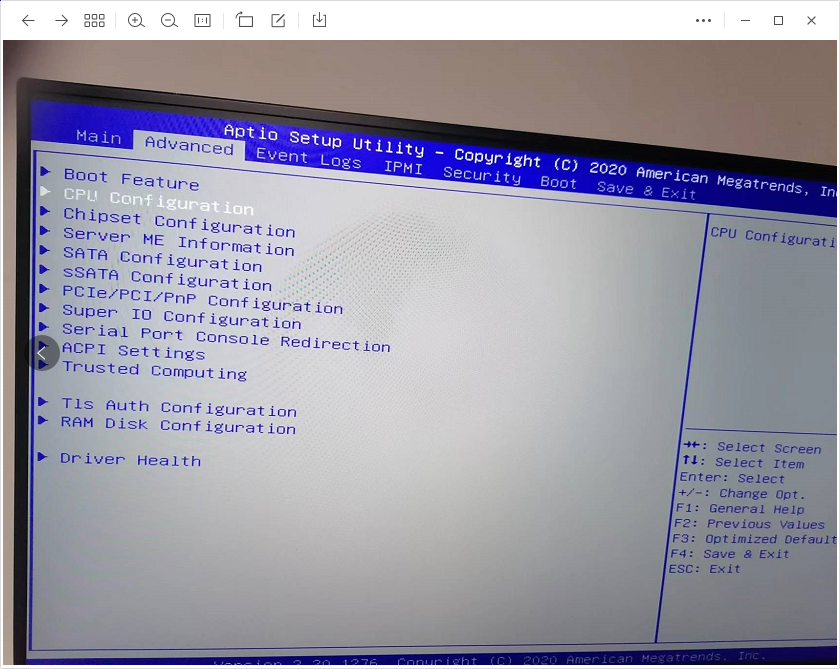 Aptio Setup Utility - Copyright (C) 2020 American Megatrends,
Main Advanced Event Logs IPMI Security Boot Save & Exit
Boot Feature
CPU Configuration
Chipset Configuration
Server ME Information
SATA Configuration
sSATA Configuration
PCIe/PCI/PnP Configuration
Super IO Configuration
Serial Port Console Redirection
ACPI Settings
Trusted Computing
Tls Auth Configuration
RAM Disk Configuration
Driver Health
CPU Configurati
→←: Select Screen
↑↓: Select Item
Enter: Select
+/-: Change Opt.
F1: General Help
F2: Previous Values
F3: Optimized Default
F4: Save & Exit
ESC: Exit
Version 2.20.1276. Copyright (C) 2020 American Megatrends, Inc.